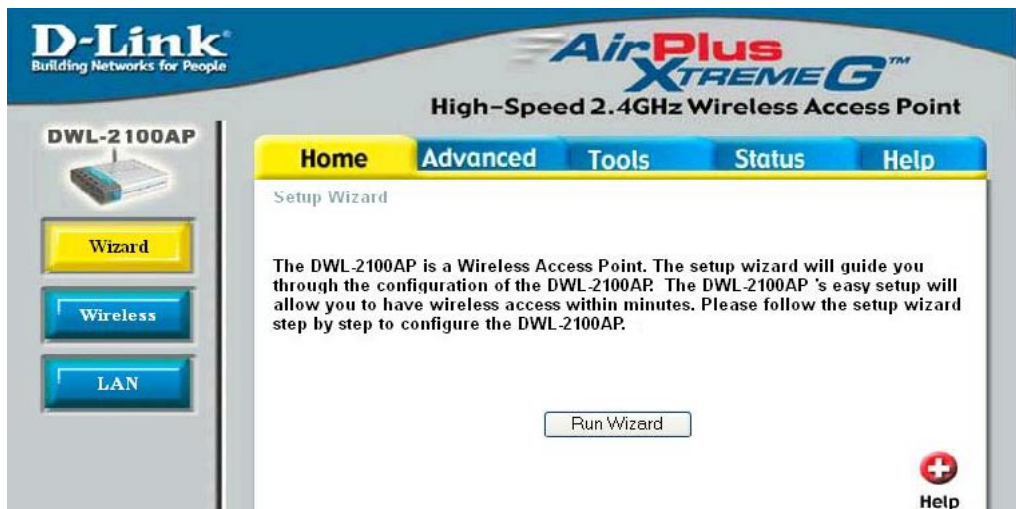 D-Link
Building Networks for People
AirPlus
XTREME G™
High-Speed 2.4GHz Wireless Access Point
DWL-2100AP
Home Advanced Tools Status Help
Wizard
Wireless
LAN
Setup Wizard
The DWL-2100AP is a Wireless Access Point. The setup wizard will guide you
through the configuration of the DWL-2100AP. The DWL-2100AP 's easy setup will
allow you to have wireless access within minutes. Please follow the setup wizard
step by step to configure the DWL-2100AP.
Run Wizard
Help